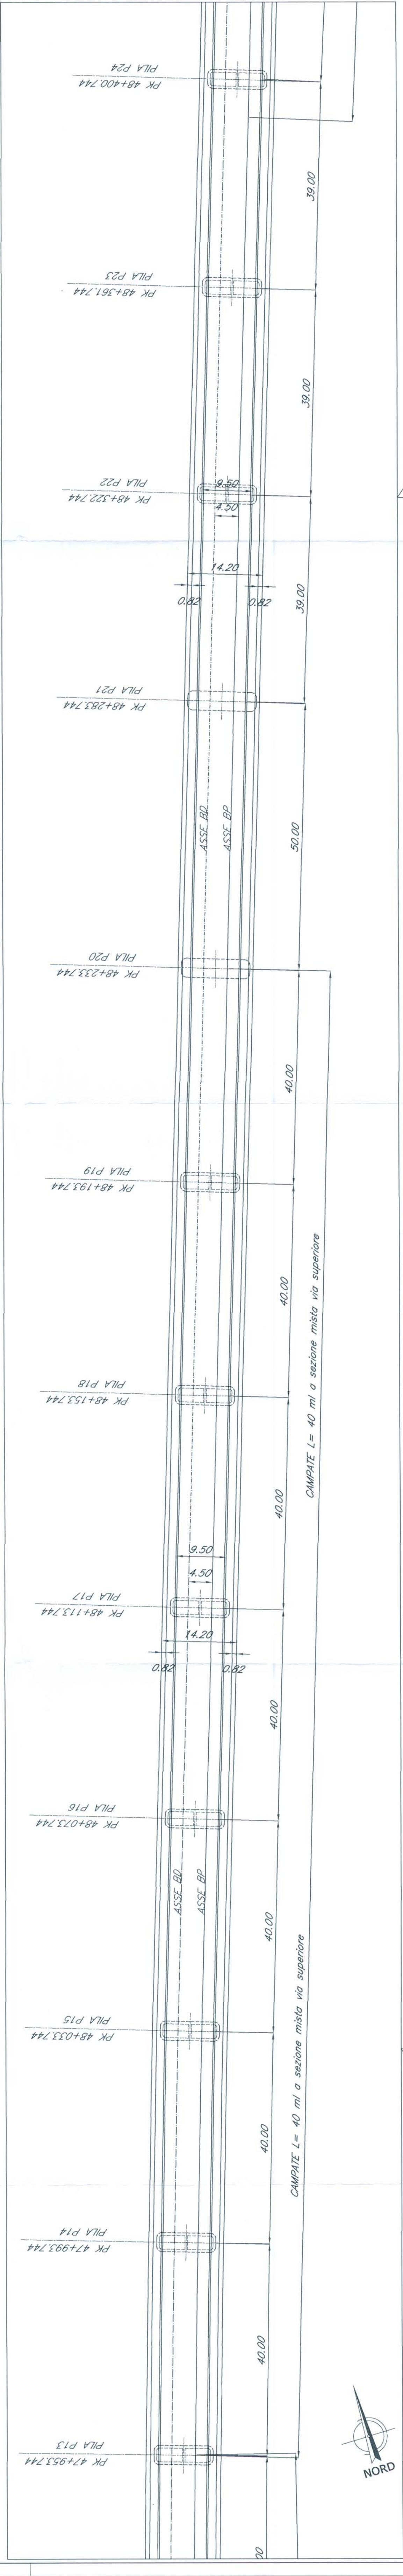 PILA P24
PK 48+400.744
39.00
PILA P23
PK 48+361.744
39.00
PILA P22
PK 48+322.744
9.50
4.50
14.20
0.82
0.82
39.00
PILA P21
PK 48+283.744
ASSE BD
ASSE BP
50.00
PILA P20
PK 48+233.744
40.00
PILA P19
PK 48+193.744
40.00
CAMPATE L= 40 ml a sezione mista via superiore
PILA P18
PK 48+153.744
40.00
9.50
4.50
PILA P17
PK 48+113.744
14.20
0.82
0.82
40.00
PILA P16
PK 48+073.744
ASSE BD
ASSE BP
40.00
CAMPATE L= 40 ml a sezione mista via superiore
PILA P15
PK 48+033.744
40.00
PILA P14
PK 47+993.744
40.00
PILA P13
PK 47+953.744
NORD
00